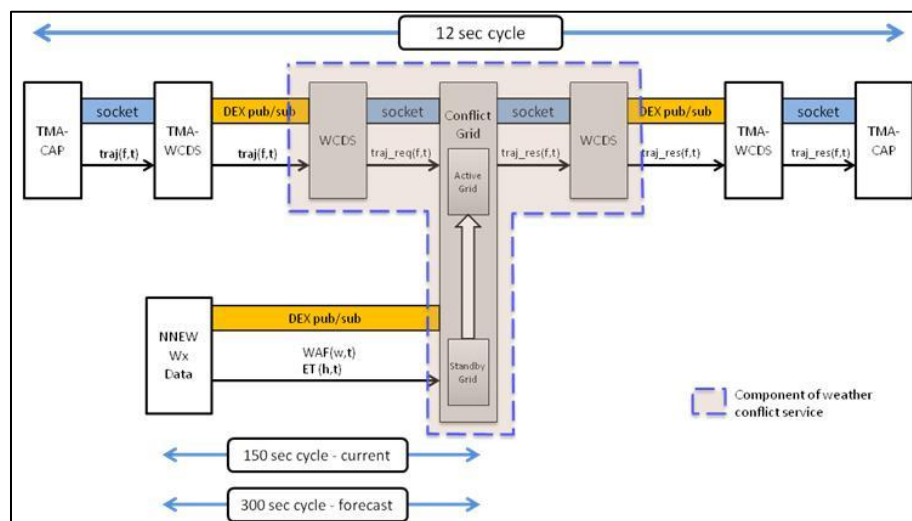 12 sec cycle
TMA-
CAP
socket
traj(f,t)
TMA-
WCDS
DEX pub/sub
traj(f,t)
WCDS
socket
traj_req(f,t)
Conflict
Grid
Active
Grid
socket
traj_res(f,t)
WCDS
DEX pub/sub
traj_res(f,t)
TMA-
WCDS
socket
traj_res(f,t)
TMA-
CAP
NNEW
Wx
Data
DEX pub/sub
WAF(w,t)
ET(h,t)
Standby
Grid
Component of weather
conflict service
150 sec cycle - current
300 sec cycle - forecast